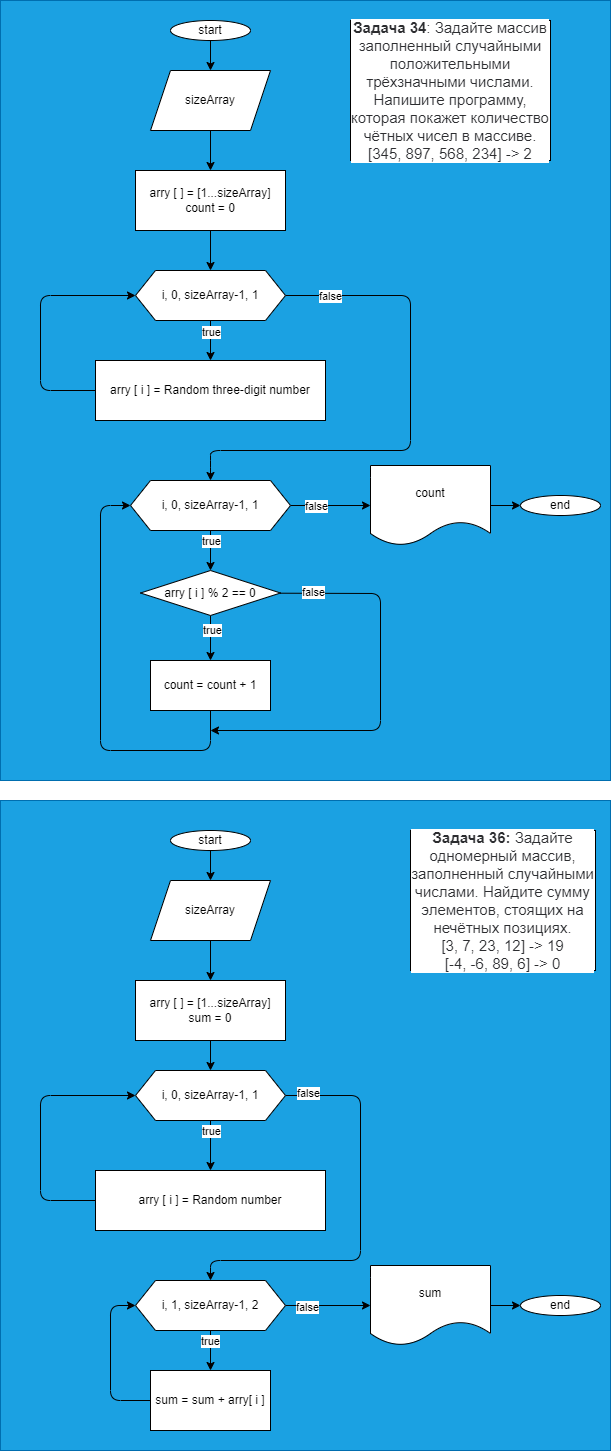 start
Задача 34: Задайте массив
заполненный случайными
положительными
трёхзначными числами.
Напишите программу,
которая покажет количество
чётных чисел в массиве.
[345, 897, 568, 234] -> 2
sizeArray
arry [ ] = [1...sizeArray]
count = 0
i, 0, sizeArray-1, 1
false
true
arry [ i ] = Random three-digit number
i, 0, sizeArray-1, 1
false
count
end
true
arry [ i ] % 2 == 0
false
true
count = count + 1
start
Задача 36: Задайте
одномерный массив,
заполненный случайными
числами. Найдите сумму
элементов, стоящих на
нечётных позициях.
[3, 7, 23, 12] -> 19
[-4, -6, 89, 6] -> 0
sizeArray
arry [ ] = [1...sizeArray]
sum = 0
i, 0, sizeArray-1, 1
false
true
arry [ i ] = Random number
i, 1, sizeArray-1, 2
false
sum
end
true
sum = sum + arry[ i ]